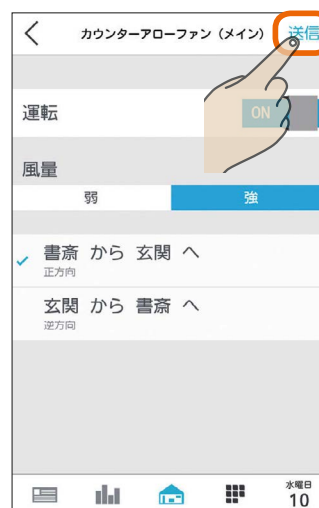 カウンターアローファン（メイン） 送信
運転 ON
風量
弱 強
書斎 から 玄関 へ
正方向
玄関 から 書斎 へ
逆方向
水曜日
10